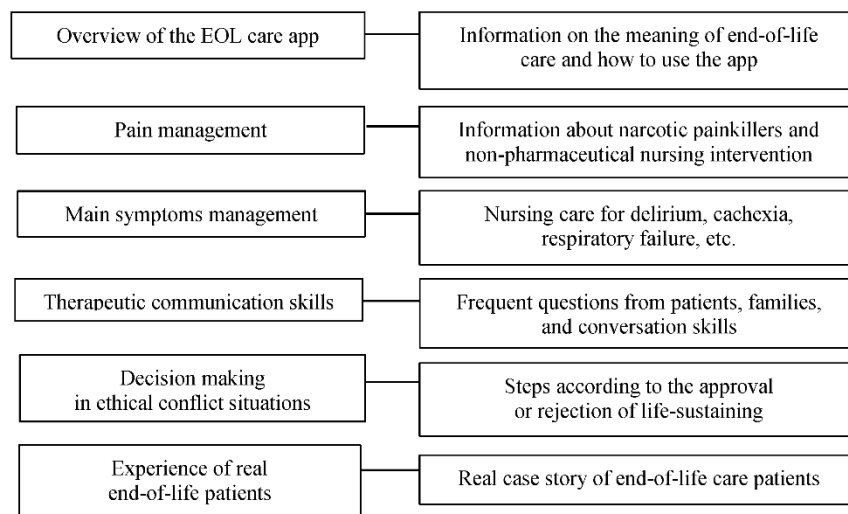 Overview of the EOL care app
Information on the meaning of end-of-life
care and how to use the app
Pain management
Information about narcotic painkillers and
non-pharmaceutical nursing intervention
Main symptoms management
Nursing care for delirium, cachexia,
respiratory failure, etc.
Therapeutic communication skills
Frequent questions from patients, families,
and conversation skills
Decision making
in ethical conflict situations
Steps according to the approval
or rejection of life-sustaining
Experience of real
end-of-life patients
Real case story of end-of-life care patients